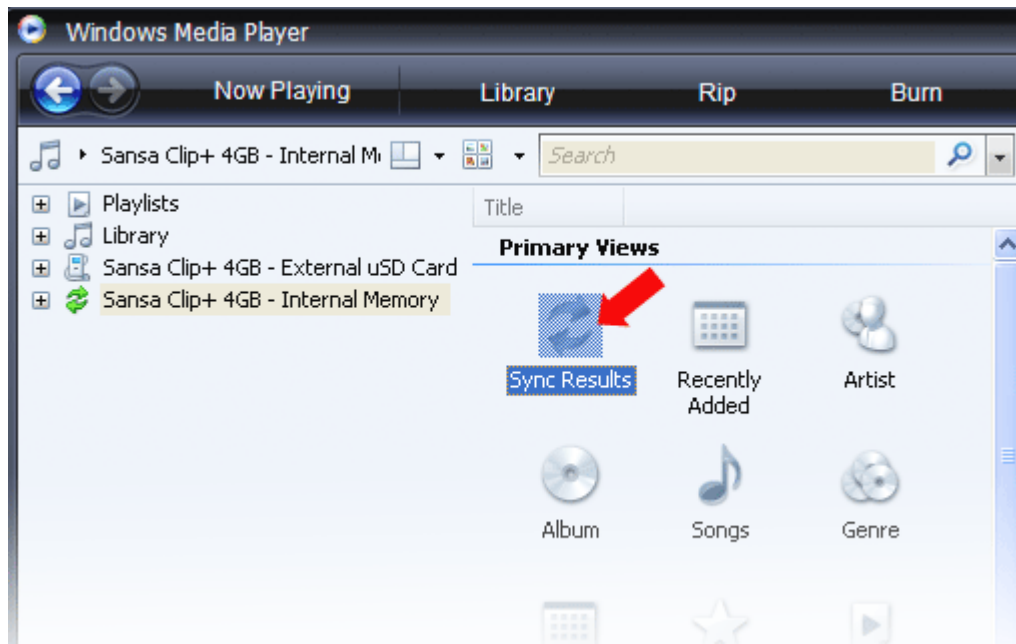 Windows Media Player
Now Playing
Library
Rip
Burn
Sansa Clip+ 4GB - Internal M
Search
Playlists
Library
Sansa Clip+ 4GB - External uSD Card
Sansa Clip+ 4GB - Internal Memory
Title
Primary Views
Sync Results
Recently
Added
Artist
Album
Songs
Genre